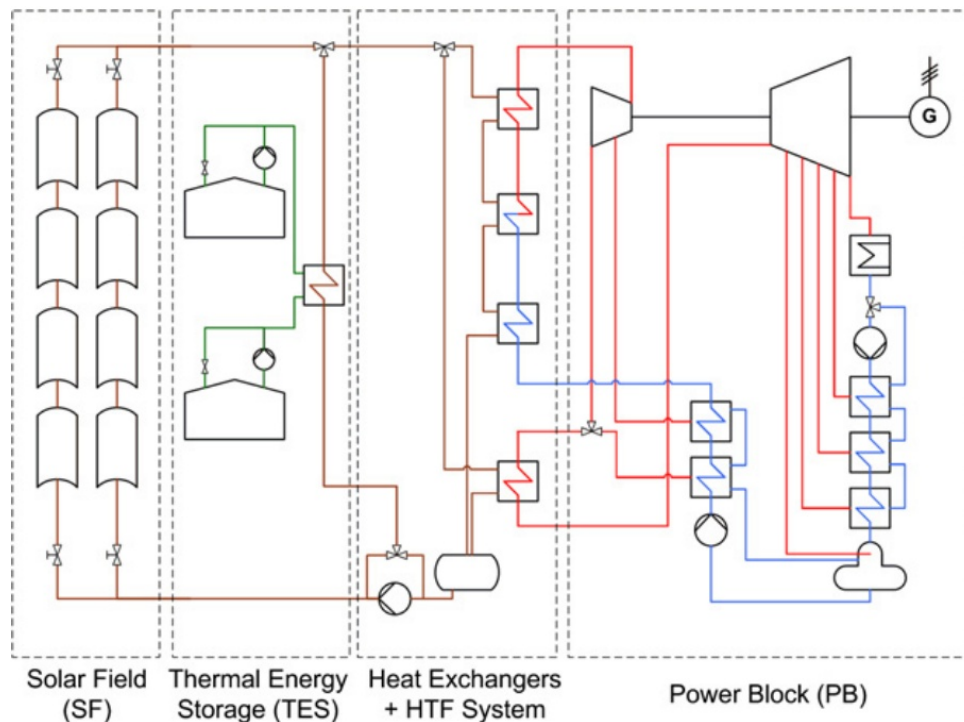 G
Solar Field
(SF)
Thermal Energy
Storage (TES)
Heat Exchangers
+ HTF System
Power Block (PB)